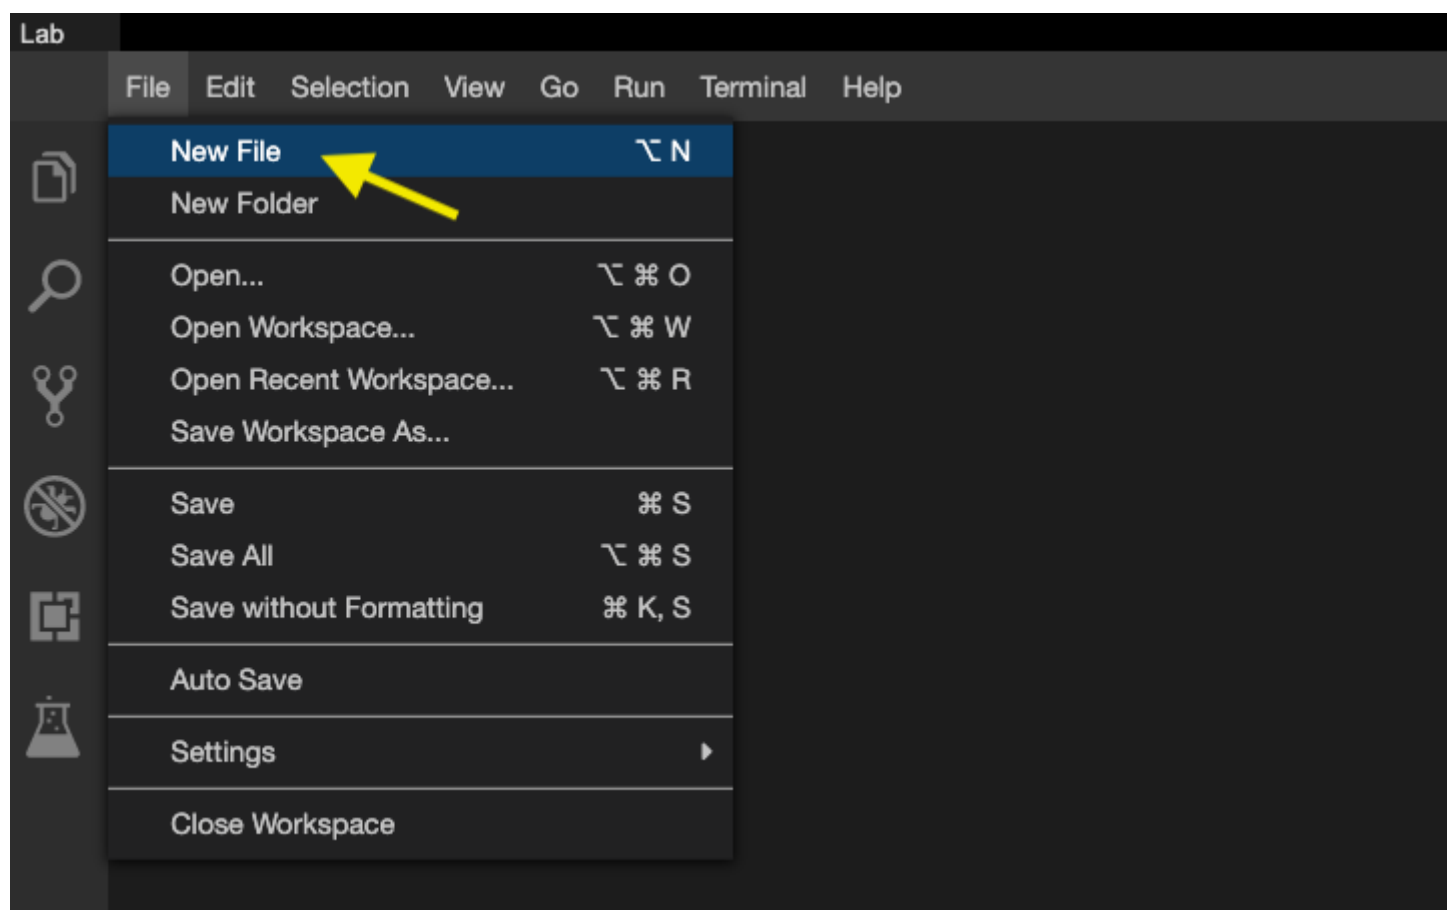 Lab
File Edit Selection View Go Run Terminal Help
New File ⌥ N
New Folder
Open... ⌥ ⌘ O
Open Workspace... ⌥ ⌘ W
Open Recent Workspace... ⌥ ⌘ R
Save Workspace As...
Save ⌘ S
Save All ⌥ ⌘ S
Save without Formatting ⌘ K, S
Auto Save
Settings
Close Workspace